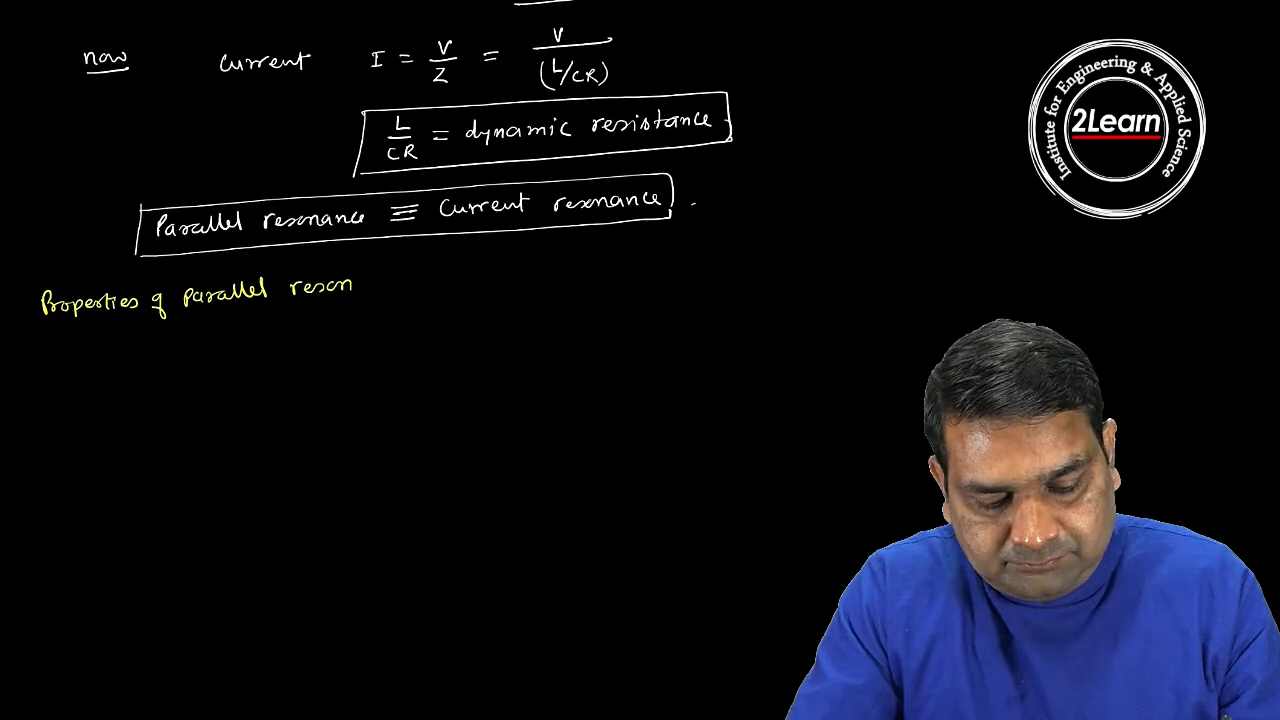 now current I = V/Z = V/(L/CR)
L/CR = dynamic resistance
Parallel resonance ≡ Current resonance.
Properties of parallel reson
Institute for Engineering & Applied Science
2Learn